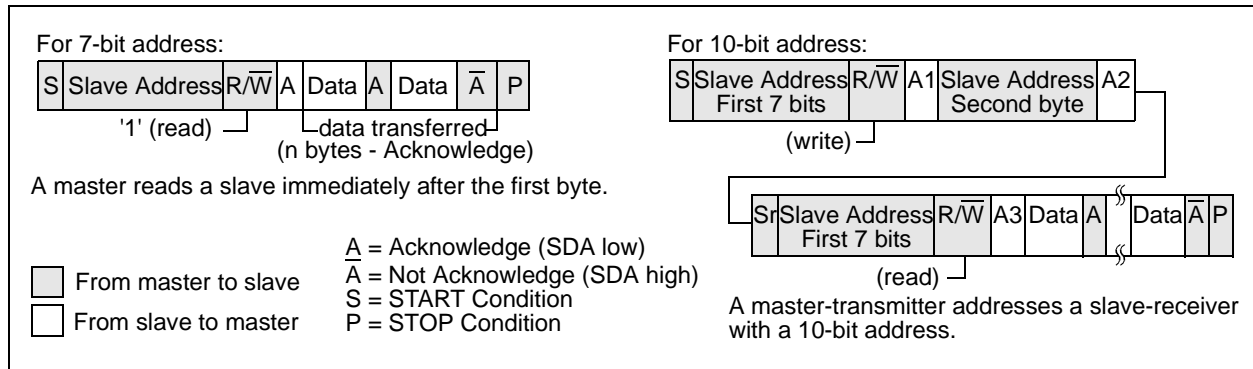 For 7-bit address:
S Slave Address R/W̅ A Data A Data A̅ P
'1' (read)
data transferred
(n bytes - Acknowledge)
A master reads a slave immediately after the first byte.
From master to slave
From slave to master
A = Acknowledge (SDA low)
A̅ = Not Acknowledge (SDA high)
S = START Condition
P = STOP Condition
For 10-bit address:
S Slave Address First 7 bits R/W̅ A1 Slave Address Second byte A2
(write)
Sr Slave Address First 7 bits R/W̅ A3 Data A Data A̅ P
(read)
A master-transmitter addresses a slave-receiver
with a 10-bit address.